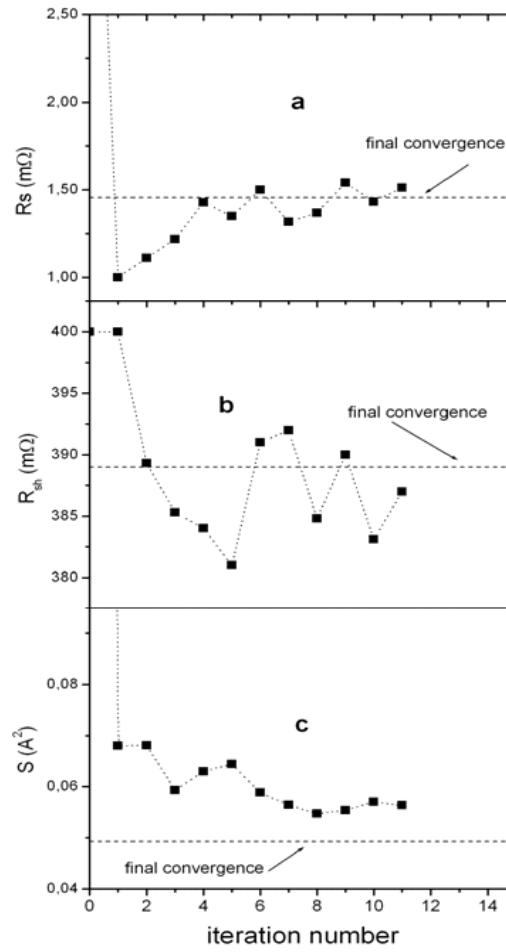 2,50
2,00
1,50
1,00
Rs (mΩ)
a
final convergence
400
395
390
385
380
R_sh (mΩ)
b
final convergence
0,08
0,06
0,04
S (A²)
c
final convergence
0 2 4 6 8 10 12 14
iteration number